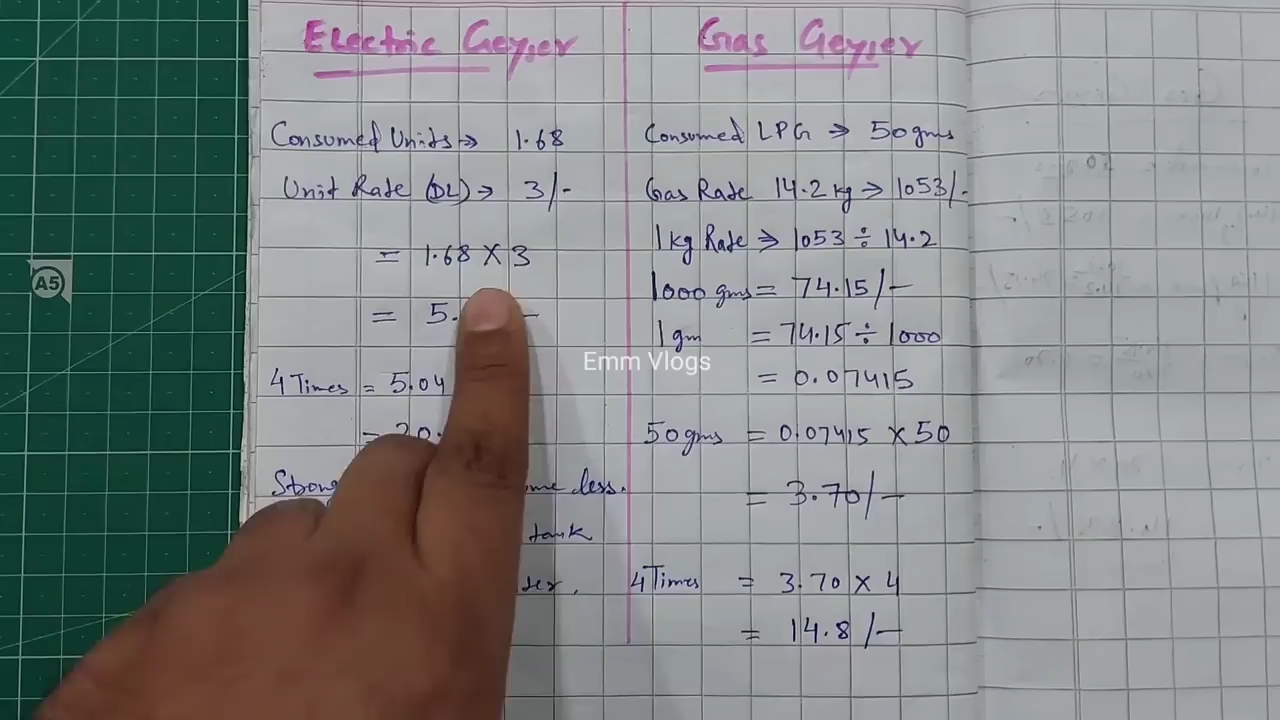 Electric Geyser
Consumed Units → 1.68
Unit Rate (DL) → 3/-
= 1.68 × 3
= 5.
4 Times = 5.04
= 20.
less.
tank
Gas Geyser
Consumed LPG ⇒ 50gms
Gas Rate 14.2 kg ⇒ 1053/-
1kg Rate ⇒ 1053 ÷ 14.2
1000 gms = 74.15/-
1gm = 74.15 ÷ 1000
= 0.07415
50gms = 0.07415 × 50
= 3.70/-
4 Times = 3.70 × 4
= 14.8/-
Emm Vlogs
A5